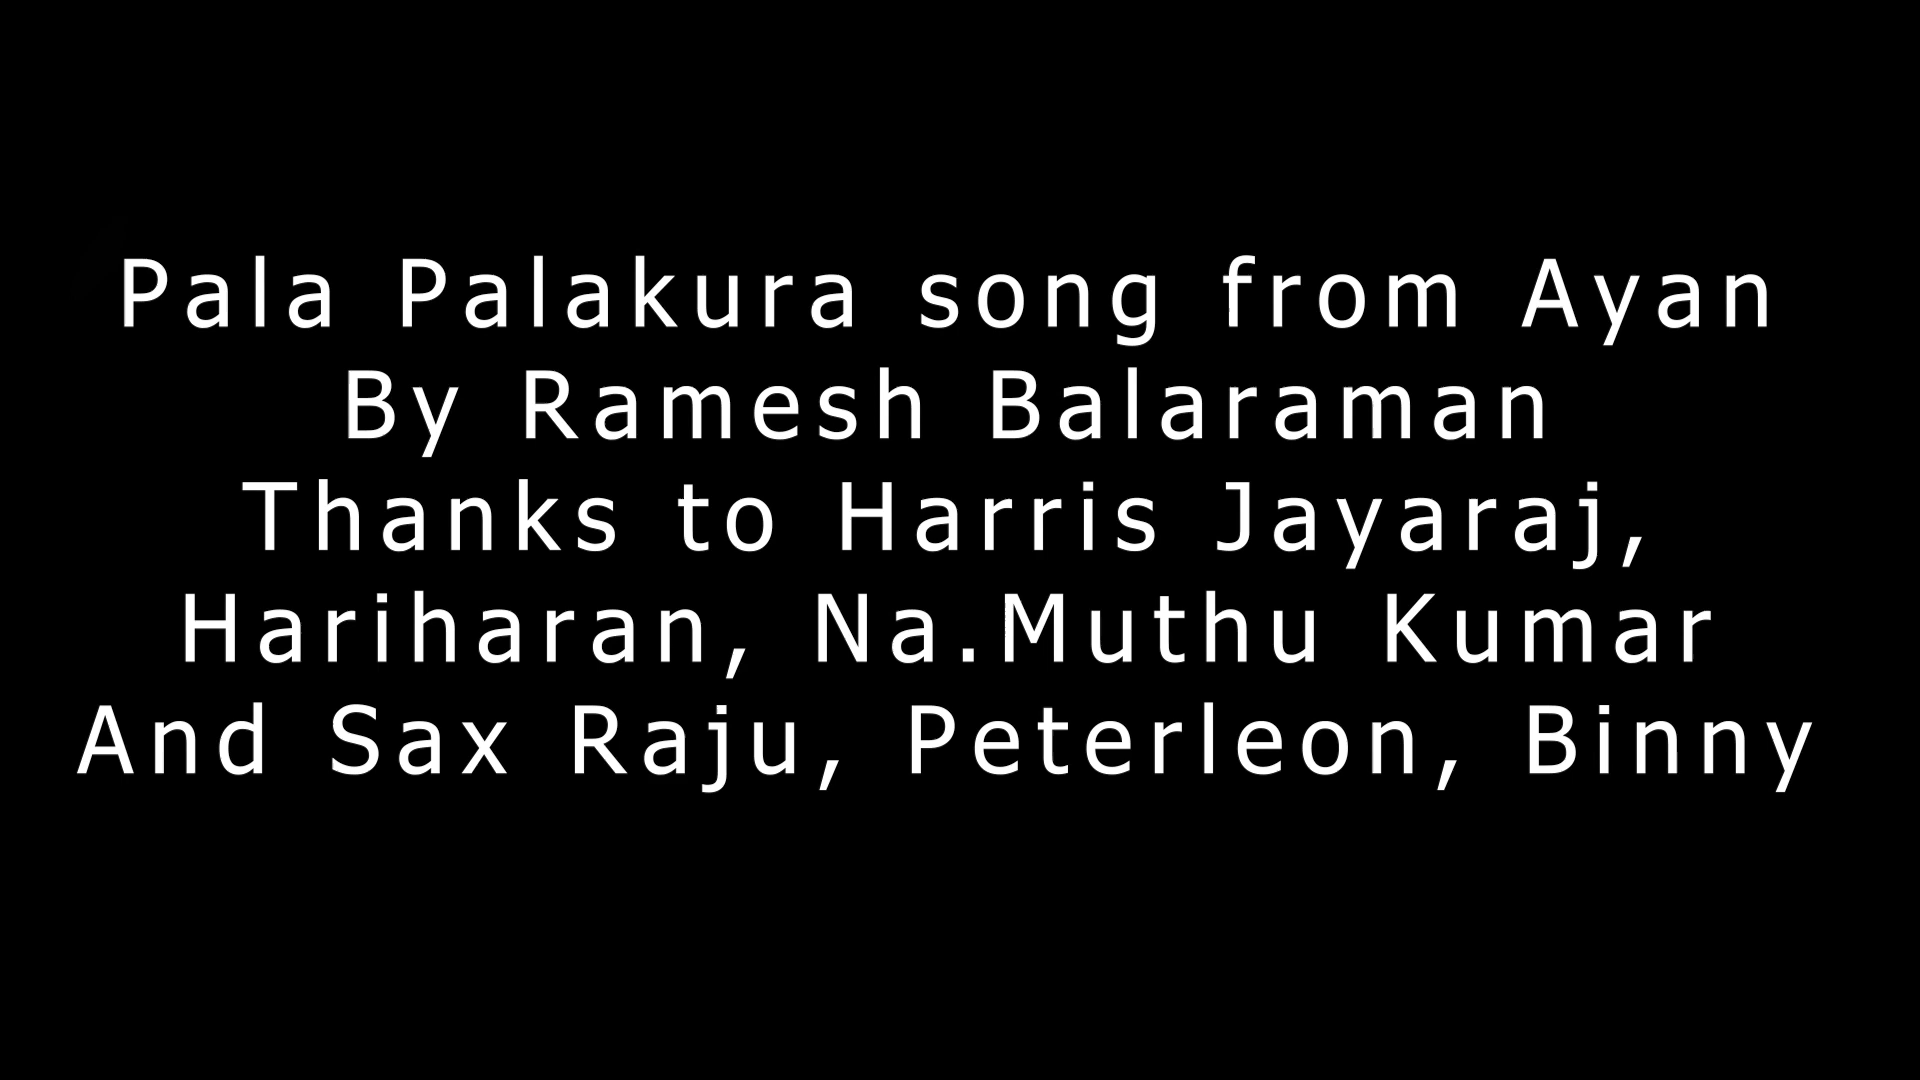 Pala Palakura song from Ayan
By Ramesh Balaraman
Thanks to Harris Jayaraj,
Hariharan, Na.Muthu Kumar
And Sax Raju, Peterleon, Binny